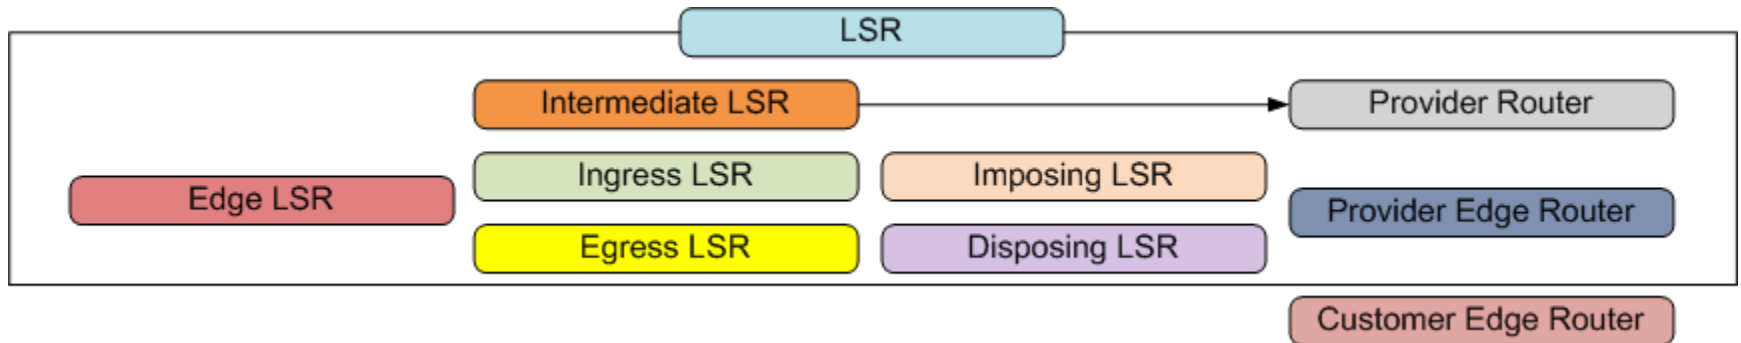 LSR
Intermediate LSR
Provider Router
Ingress LSR
Imposing LSR
Edge LSR
Provider Edge Router
Egress LSR
Disposing LSR
Customer Edge Router